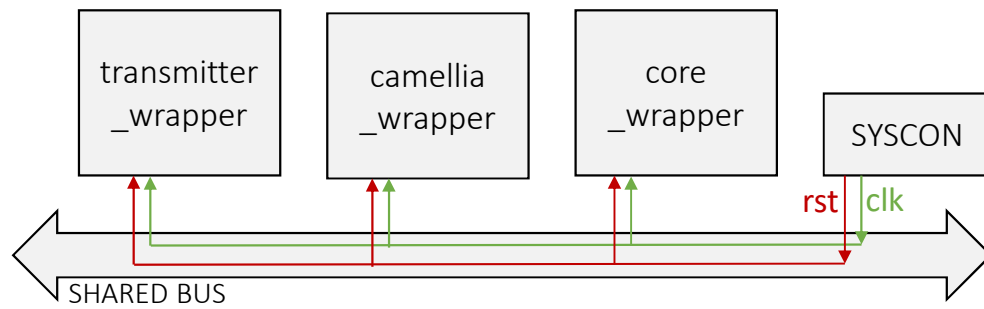 transmitter
_wrapper
camellia
_wrapper
core
_wrapper
SYSCON
rst
clk
SHARED BUS